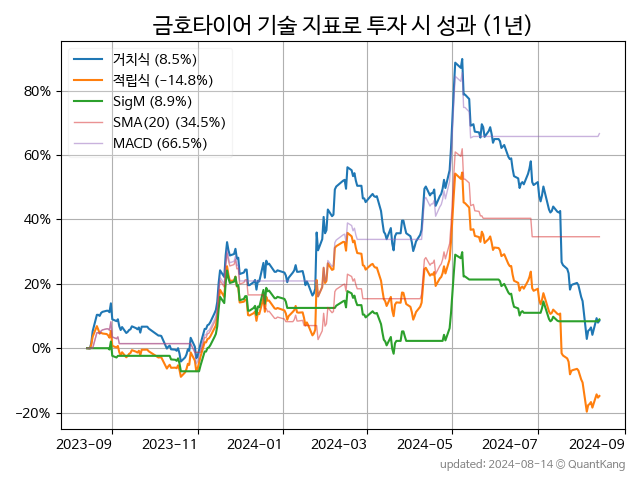 금호타이어 기술 지표로 투자 시 성과 (1년)
거치식 (8.5%)
적립식 (−14.8%)
SigM (8.9%)
SMA(20) (34.5%)
MACD (66.5%)
80%
60%
40%
20%
0%
−20%
2023-09 2023-11 2024-01 2024-03 2024-05 2024-07 2024-09
updated: 2024-08-14 © QuantKang